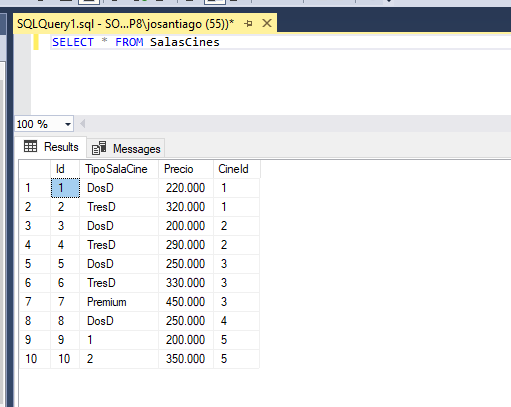 SQLQuery1.sql - SO...P8\josantiago (55))*
SELECT * FROM SalasCines
100 %
Results Messages
Id TipoSalaCine Precio CineId
1 1 DosD 220.000 1
2 2 TresD 320.000 1
3 3 DosD 200.000 2
4 4 TresD 290.000 2
5 5 DosD 250.000 3
6 6 TresD 330.000 3
7 7 Premium 450.000 3
8 8 DosD 250.000 4
9 9 1 200.000 5
10 10 2 350.000 5